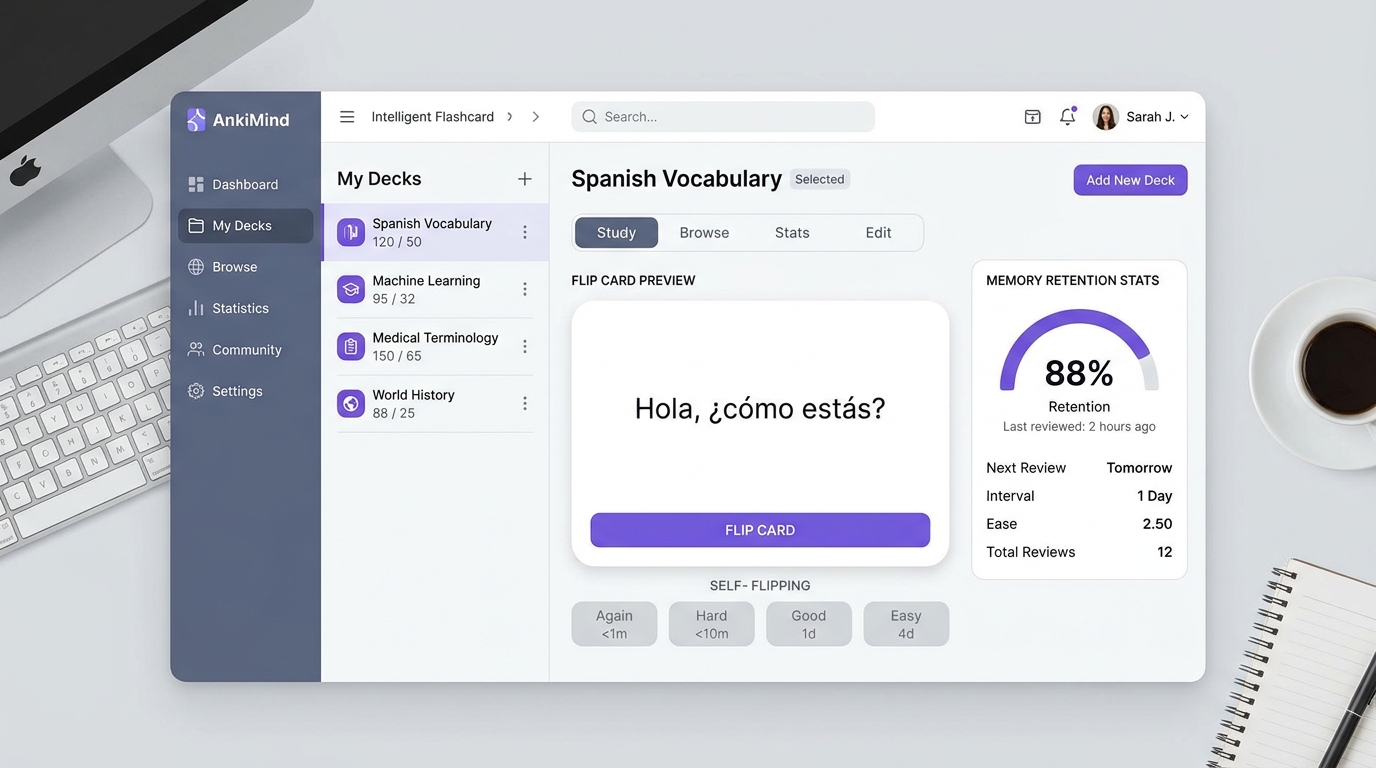 AnkiMind
Dashboard
My Decks
Browse
Statistics
Community
Settings
Intelligent Flashcard
Search...
Sarah J.
My Decks
Spanish Vocabulary
120 / 50
Machine Learning
95 / 32
Medical Terminology
150 / 65
World History
88 / 25
Spanish Vocabulary
Selected
Add New Deck
Study
Browse
Stats
Edit
FLIP CARD PREVIEW
Hola, ¿cómo estás?
FLIP CARD
SELF- FLIPPING
Again
<1m
Hard
<10m
Good
1d
Easy
4d
MEMORY RETENTION STATS
88%
Retention
Last reviewed: 2 hours ago
Next Review Tomorrow
Interval 1 Day
Ease 2.50
Total Reviews 12